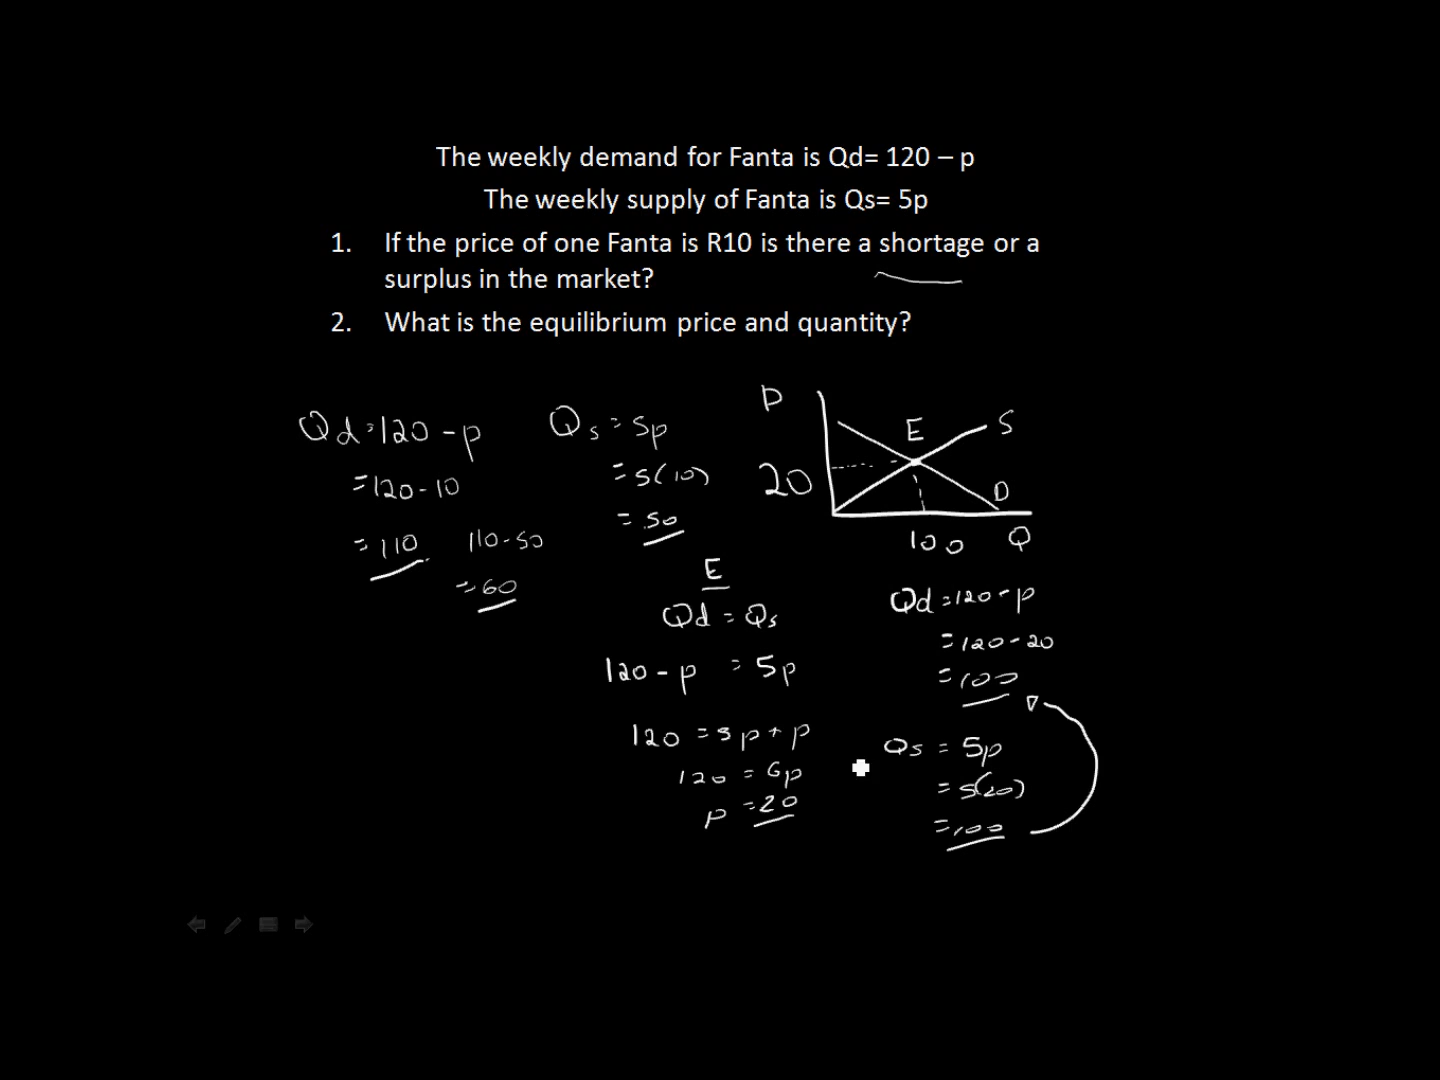 The weekly demand for Fanta is Qd= 120 – p
The weekly supply of Fanta is Qs= 5p
1. If the price of one Fanta is R10 is there a shortage or a
surplus in the market?
2. What is the equilibrium price and quantity?
Qd=120-p
=120-10
=110
110-50
=60
Qs=5p
=5(10)
=50
P
E
S
20
D
100
Q
E
Qd=Qs
120-p = 5p
120=5p+p
120=6p
p=20
Qd=120-p
=120-20
=100
Qs=5p
=5(20)
=100